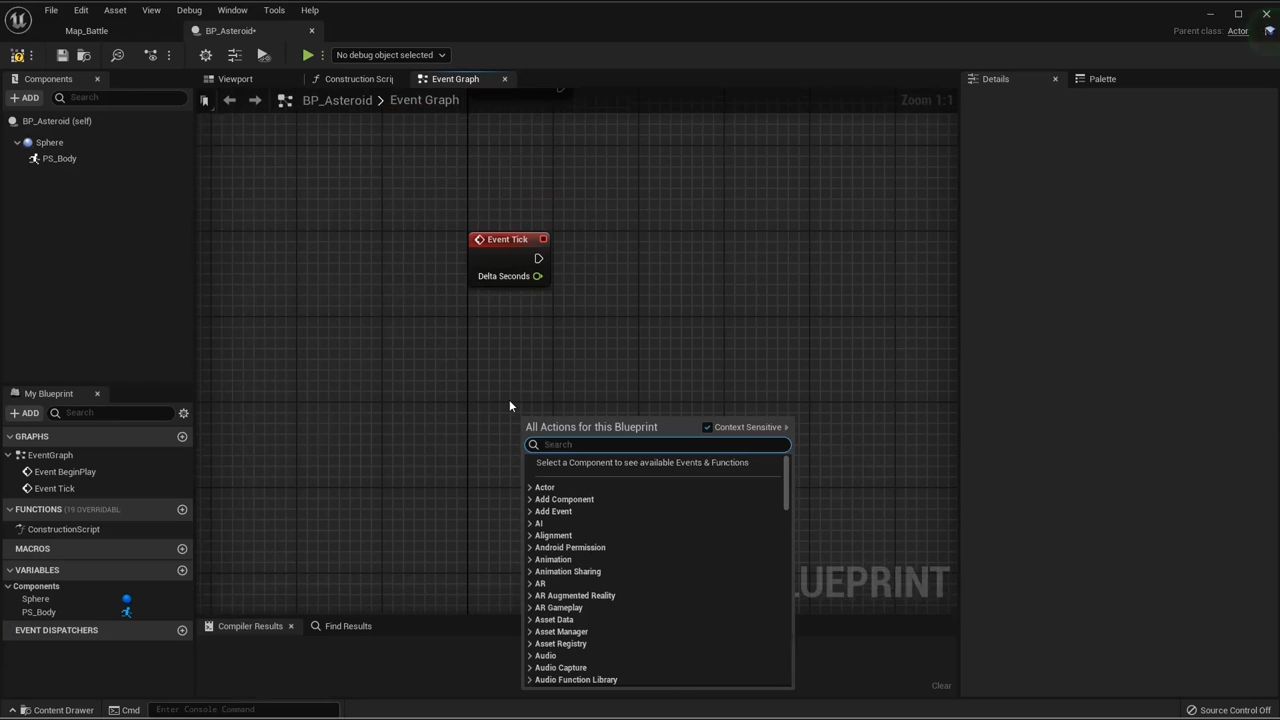 File Edit Asset View Debug Window Tools Help
Map_Battle
BP_Asteroid*
Parent class: Actor
No debug object selected
Components
Viewport
Construction Scrip
Event Graph
Details
Palette
ADD
Search
BP_Asteroid > Event Graph
Zoom 1:1
BP_Asteroid (self)
Sphere
PS_Body
Event Tick
Delta Seconds
My Blueprint
ADD
Search
GRAPHS
EventGraph
Event BeginPlay
Event Tick
FUNCTIONS (19 OVERRIDABL
ConstructionScript
MACROS
VARIABLES
Components
Sphere
PS_Body
EVENT DISPATCHERS
All Actions for this Blueprint
Context Sensitive
Search
Select a Component to see available Events & Functions
Actor
Add Component
Add Event
AI
Alignment
Android Permission
Animation
Animation Sharing
AR
AR Augmented Reality
AR Gameplay
Asset Data
Asset Manager
Asset Registry
Audio
Audio Capture
Audio Function Library
LUEPRINT
Compiler Results
Find Results
Clear
Content Drawer
Cmd
Enter Console Command
Source Control Off